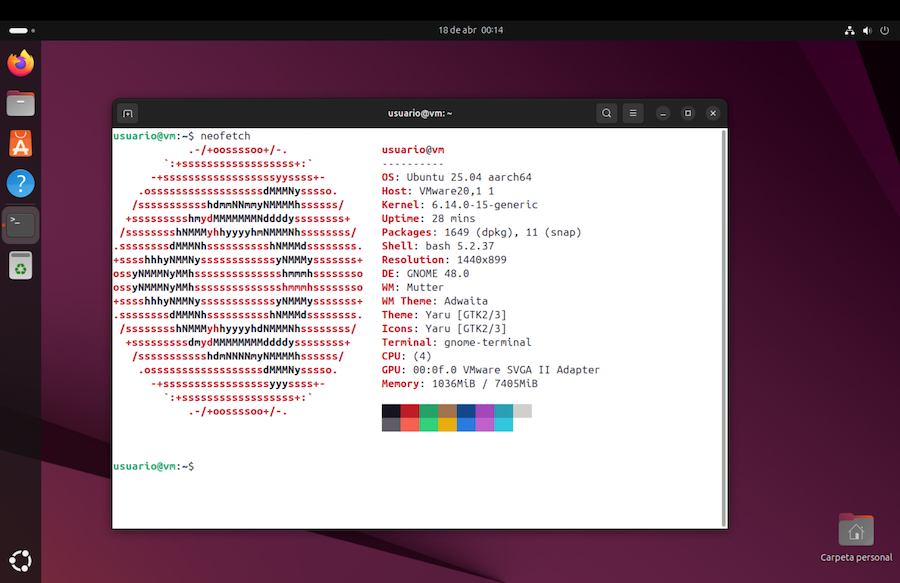 18 de abr 00:14
usuario@vm: ~
usuario@vm:~$ neofetch
.-/+oossssoo+/-.
`:+ssssssssssssssssss+:`
-+ssssssssssssssssssyyssss+-
.ossssssssssssssssssdMMMNysssso.
/ssssssssssshdmmNNmmyNMMMMhssssss/
+ssssssssshmydMMMMMMMNddddyssssssss+
/sssssssshNMMMyhhyyyyhmNMMMNhssssssss/
.ssssssssdMMMNhsssssssssshNMMMdssssssss.
+sssshhhyNMMNyssssssssssssyNMMMysssssss+
ossyNMMMNyMMhsssssssssssssshmmmhssssssso
ossyNMMMNyMMhsssssssssssssshmmmhssssssso
+sssshhhyNMMNyssssssssssssyNMMMysssssss+
.ssssssssdMMMNhsssssssssshNMMMdssssssss.
/sssssssshNMMMyhhyyyyhdNMMMNhssssssss/
+sssssssssdmydMMMMMMMMddddyssssssss+
/ssssssssssshdmNNNNmyNMMMMhssssss/
.ossssssssssssssssssdMMMNysssso.
-+sssssssssssssssssyyyssss+-
`:+ssssssssssssssssss+:`
.-/+oossssoo+/-.
usuario@vm
----------
OS: Ubuntu 25.04 aarch64
Host: VMware20,1 1
Kernel: 6.14.0-15-generic
Uptime: 28 mins
Packages: 1649 (dpkg), 11 (snap)
Shell: bash 5.2.37
Resolution: 1440x899
DE: GNOME 48.0
WM: Mutter
WM Theme: Adwaita
Theme: Yaru [GTK2/3]
Icons: Yaru [GTK2/3]
Terminal: gnome-terminal
CPU: (4)
GPU: 00:0f.0 VMware SVGA II Adapter
Memory: 1036MiB / 7405MiB
usuario@vm:~$
Carpeta personal